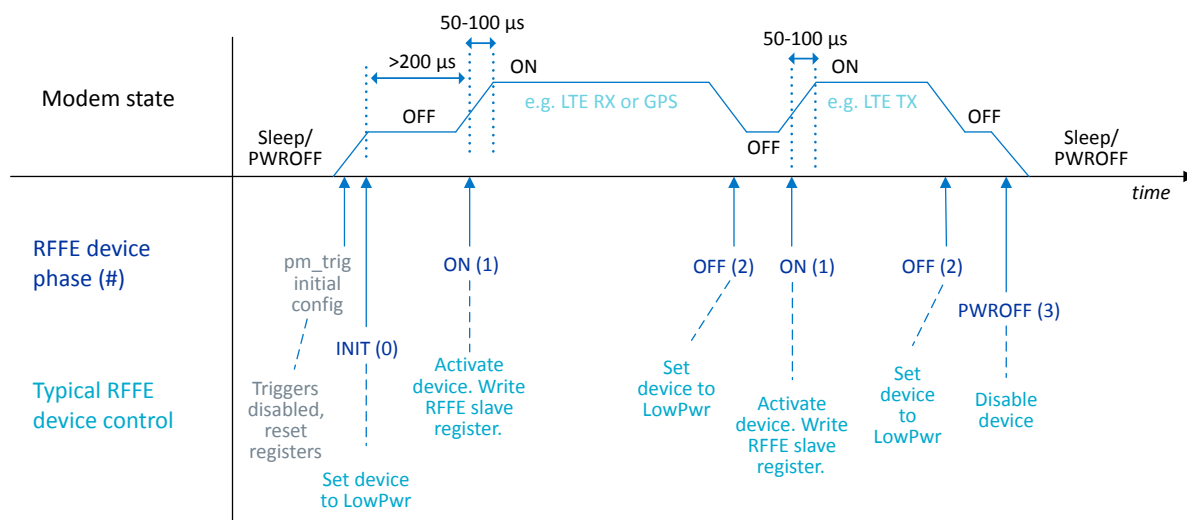 50-100 µs
50-100 µs
>200 µs
ON
ON
Modem state
e.g. LTE RX or GPS
e.g. LTE TX
OFF
OFF
Sleep/
PWROFF
OFF
Sleep/
PWROFF
time
RFFE device
phase (#)
pm_trig
initial
config
ON (1)
OFF (2)
ON (1)
OFF (2)
PWROFF (3)
INIT (0)
Typical RFFE
device control
Triggers
disabled,
reset
registers
Activate
device. Write
RFFE slave
register.
Set
device to
LowPwr
Activate
device. Write
RFFE slave
register.
Set
device
to
LowPwr
Disable
device
Set device
to LowPwr